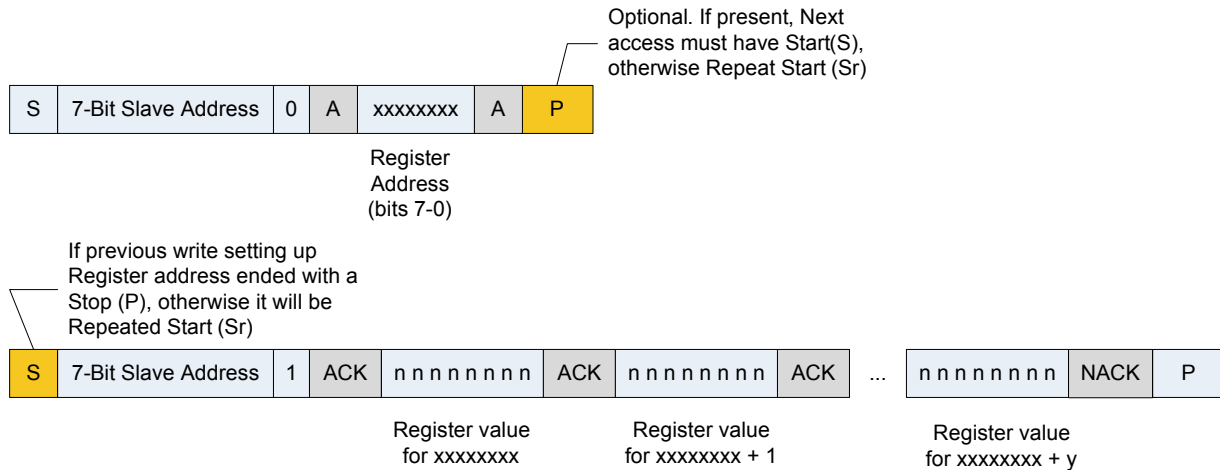 Optional. If present, Next
access must have Start(S),
otherwise Repeat Start (Sr)
S 7-Bit Slave Address 0 A xxxxxxxx A P
Register
Address
(bits 7-0)
If previous write setting up
Register address ended with a
Stop (P), otherwise it will be
Repeated Start (Sr)
S 7-Bit Slave Address 1 ACK n n n n n n n n ACK n n n n n n n n ACK ... n n n n n n n n NACK P
Register value
for xxxxxxxx
Register value
for xxxxxxxx + 1
Register value
for xxxxxxxx + y